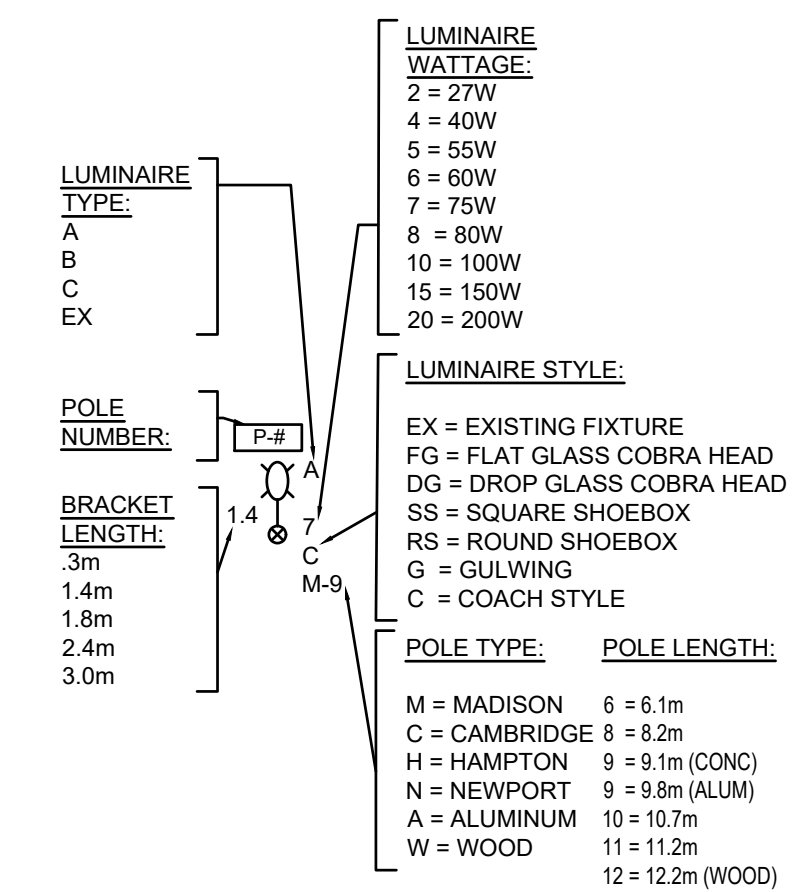 LUMINAIRE
TYPE:
A
B
C
EX
POLE
NUMBER:
BRACKET
LENGTH:
.3m
1.4m
1.8m
2.4m
3.0m
P-#
A
1.4
7
C
M-9
LUMINAIRE
WATTAGE:
2 = 27W
4 = 40W
5 = 55W
6 = 60W
7 = 75W
8 = 80W
10 = 100W
15 = 150W
20 = 200W
LUMINAIRE STYLE:
EX = EXISTING FIXTURE
FG = FLAT GLASS COBRA HEAD
DG = DROP GLASS COBRA HEAD
SS = SQUARE SHOEBOX
RS = ROUND SHOEBOX
G = GULWING
C = COACH STYLE
POLE TYPE:
M = MADISON
C = CAMBRIDGE
H = HAMPTON
N = NEWPORT
A = ALUMINUM
W = WOOD
POLE LENGTH:
6 = 6.1m
8 = 8.2m
9 = 9.1m (CONC)
9 = 9.8m (ALUM)
10 = 10.7m
11 = 11.2m
12 = 12.2m (WOOD)